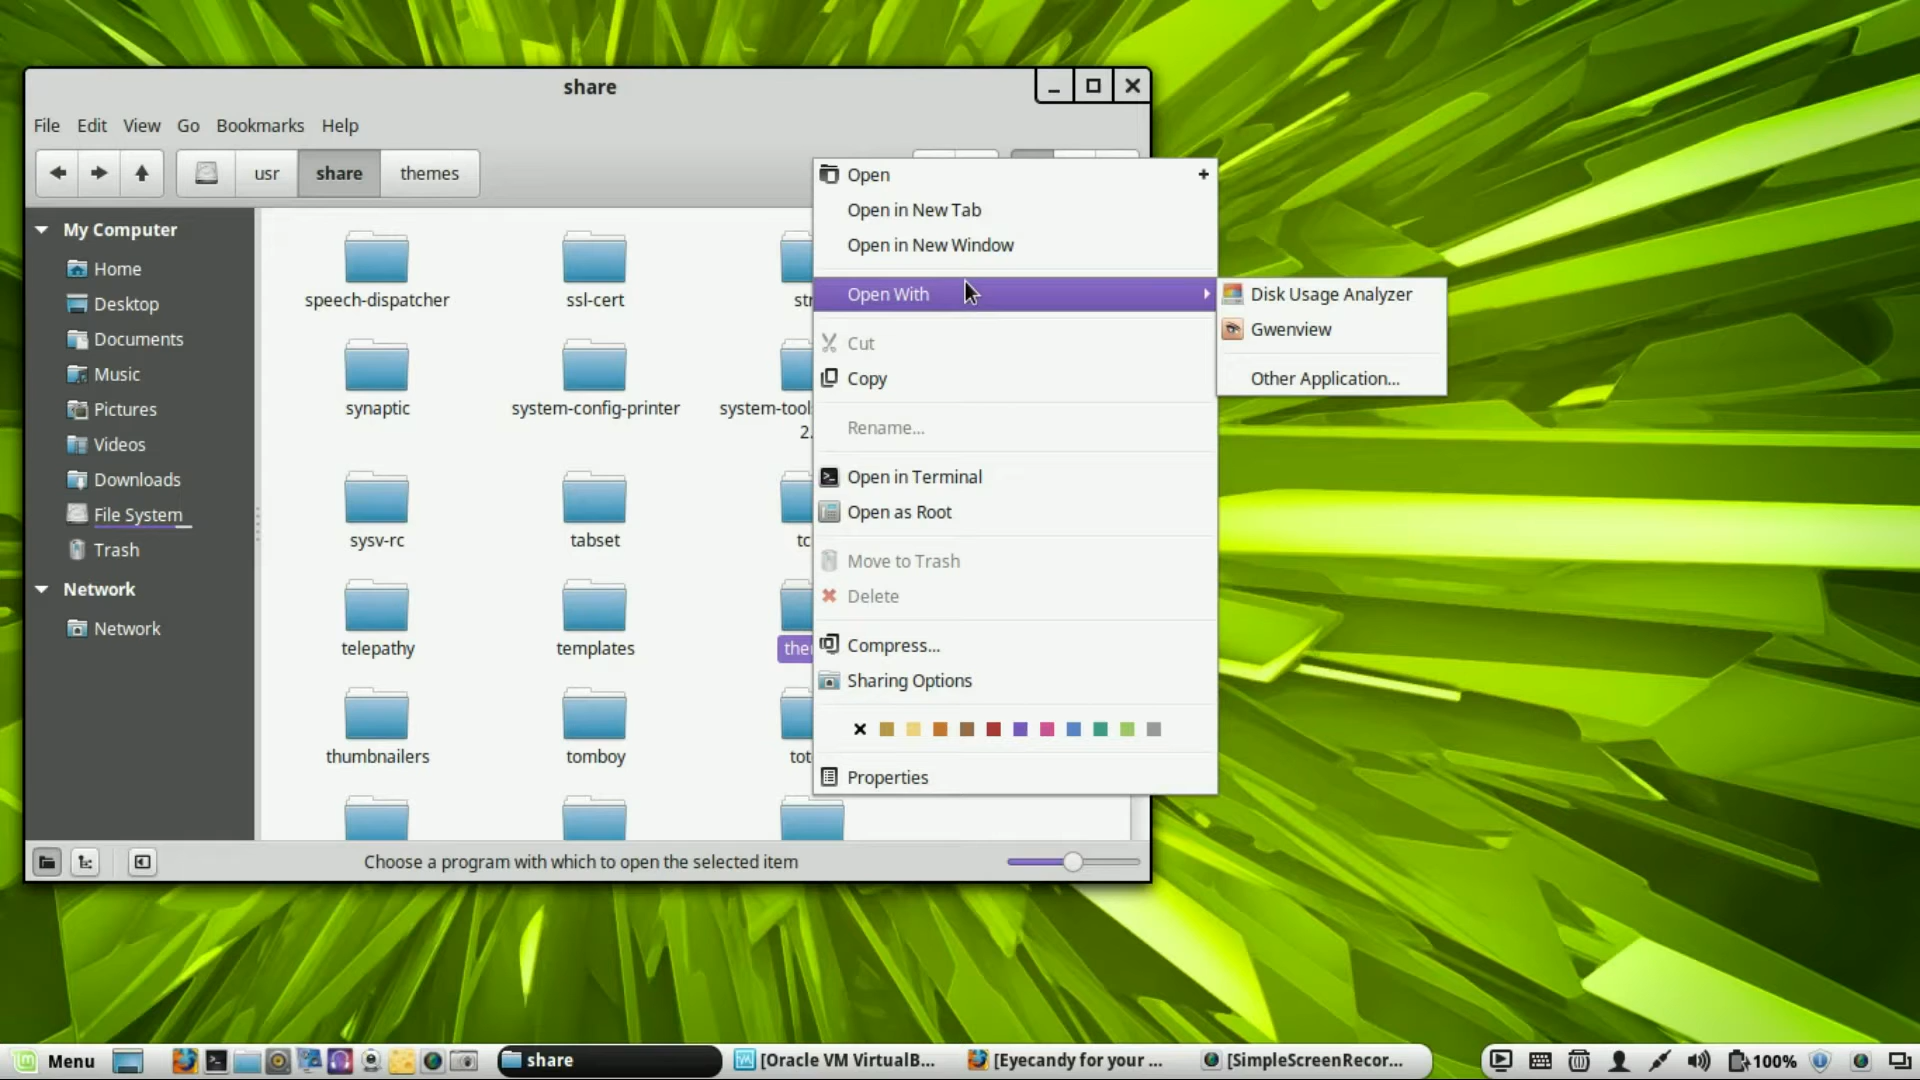 share
File Edit View Go Bookmarks Help
usr share themes
My Computer
Home
Desktop
Documents
Music
Pictures
Videos
Downloads
File System
Trash
Network
Network
speech-dispatcher ssl-cert str
synaptic system-config-printer system-tool
2.
sysv-rc tabset tc
telepathy templates the
thumbnailers tomboy tot
Open +
Open in New Tab
Open in New Window
Open With
Cut
Copy
Rename...
Open in Terminal
Open as Root
Move to Trash
Delete
Compress...
Sharing Options
Properties
Disk Usage Analyzer
Gwenview
Other Application...
Choose a program with which to open the selected item
Menu share [Oracle VM VirtualB... [Eyecandy for your ... [SimpleScreenRecor... 100%